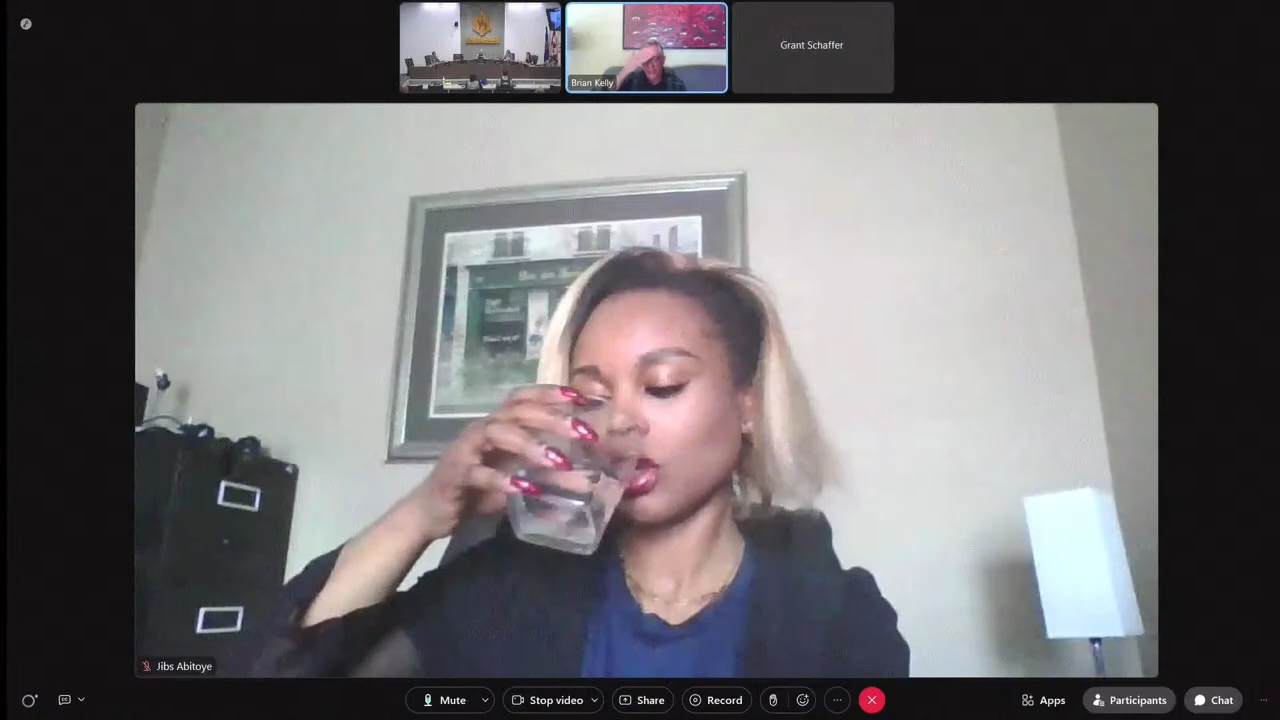 Brian Kelly
Grant Schaffer
Jibs Abitoye
Mute
Stop video
Share
Record
Apps
Participants
Chat